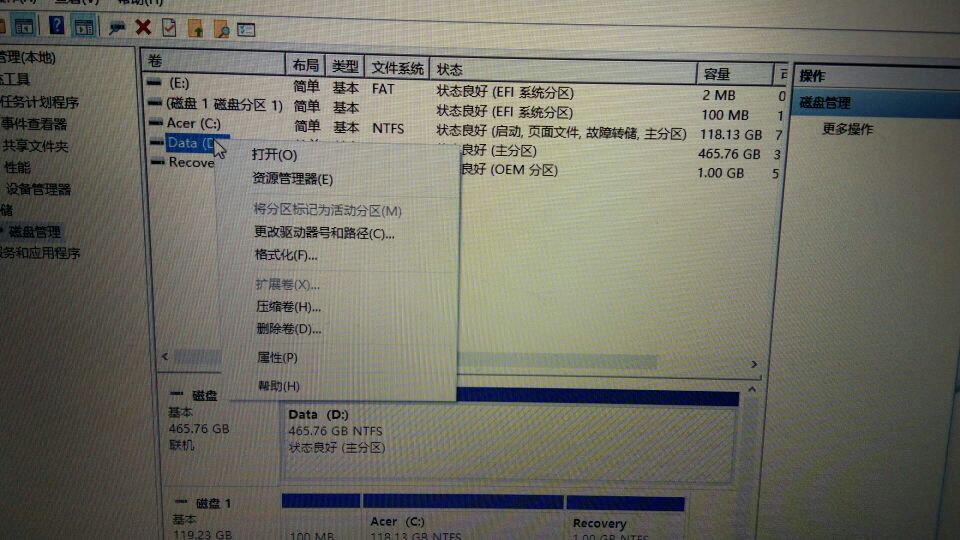 查看(V) 帮助(H)
管理(本地)
工具
任务计划程序
事件查看器
共享文件夹
性能
设备管理器
储
磁盘管理
服务和应用程序
卷 布局 类型 文件系统 状态 容量
(E:) 简单 基本 FAT 状态良好 (EFI 系统分区) 2 MB 0
(磁盘 1 磁盘分区 1) 简单 基本 状态良好 (EFI 系统分区) 100 MB 1
Acer (C:) 简单 基本 NTFS 状态良好 (启动, 页面文件, 故障转储, 主分区) 118.13 GB 7
Data (D 良好 (主分区) 465.76 GB 3
Recove 良好 (OEM 分区) 1.00 GB 5
打开(O)
资源管理器(E)
将分区标记为活动分区(M)
更改驱动器号和路径(C)...
格式化(F)...
扩展卷(X)...
压缩卷(H)...
删除卷(D)...
属性(P)
帮助(H)
操作
磁盘管理
更多操作
磁盘
基本
465.76 GB
联机
Data (D:)
465.76 GB NTFS
状态良好 (主分区)
磁盘 1
基本
119.23 GB
100 MB
Acer (C:)
118.13 GB NTFS
Recovery
1.00 GB NTFS